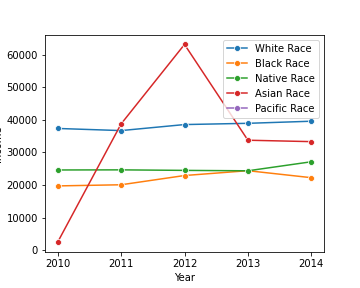 60000
50000
40000
30000
20000
10000
0
White Race
Black Race
Native Race
Asian Race
Pacific Race
2010 2011 2012 2013 2014
Year